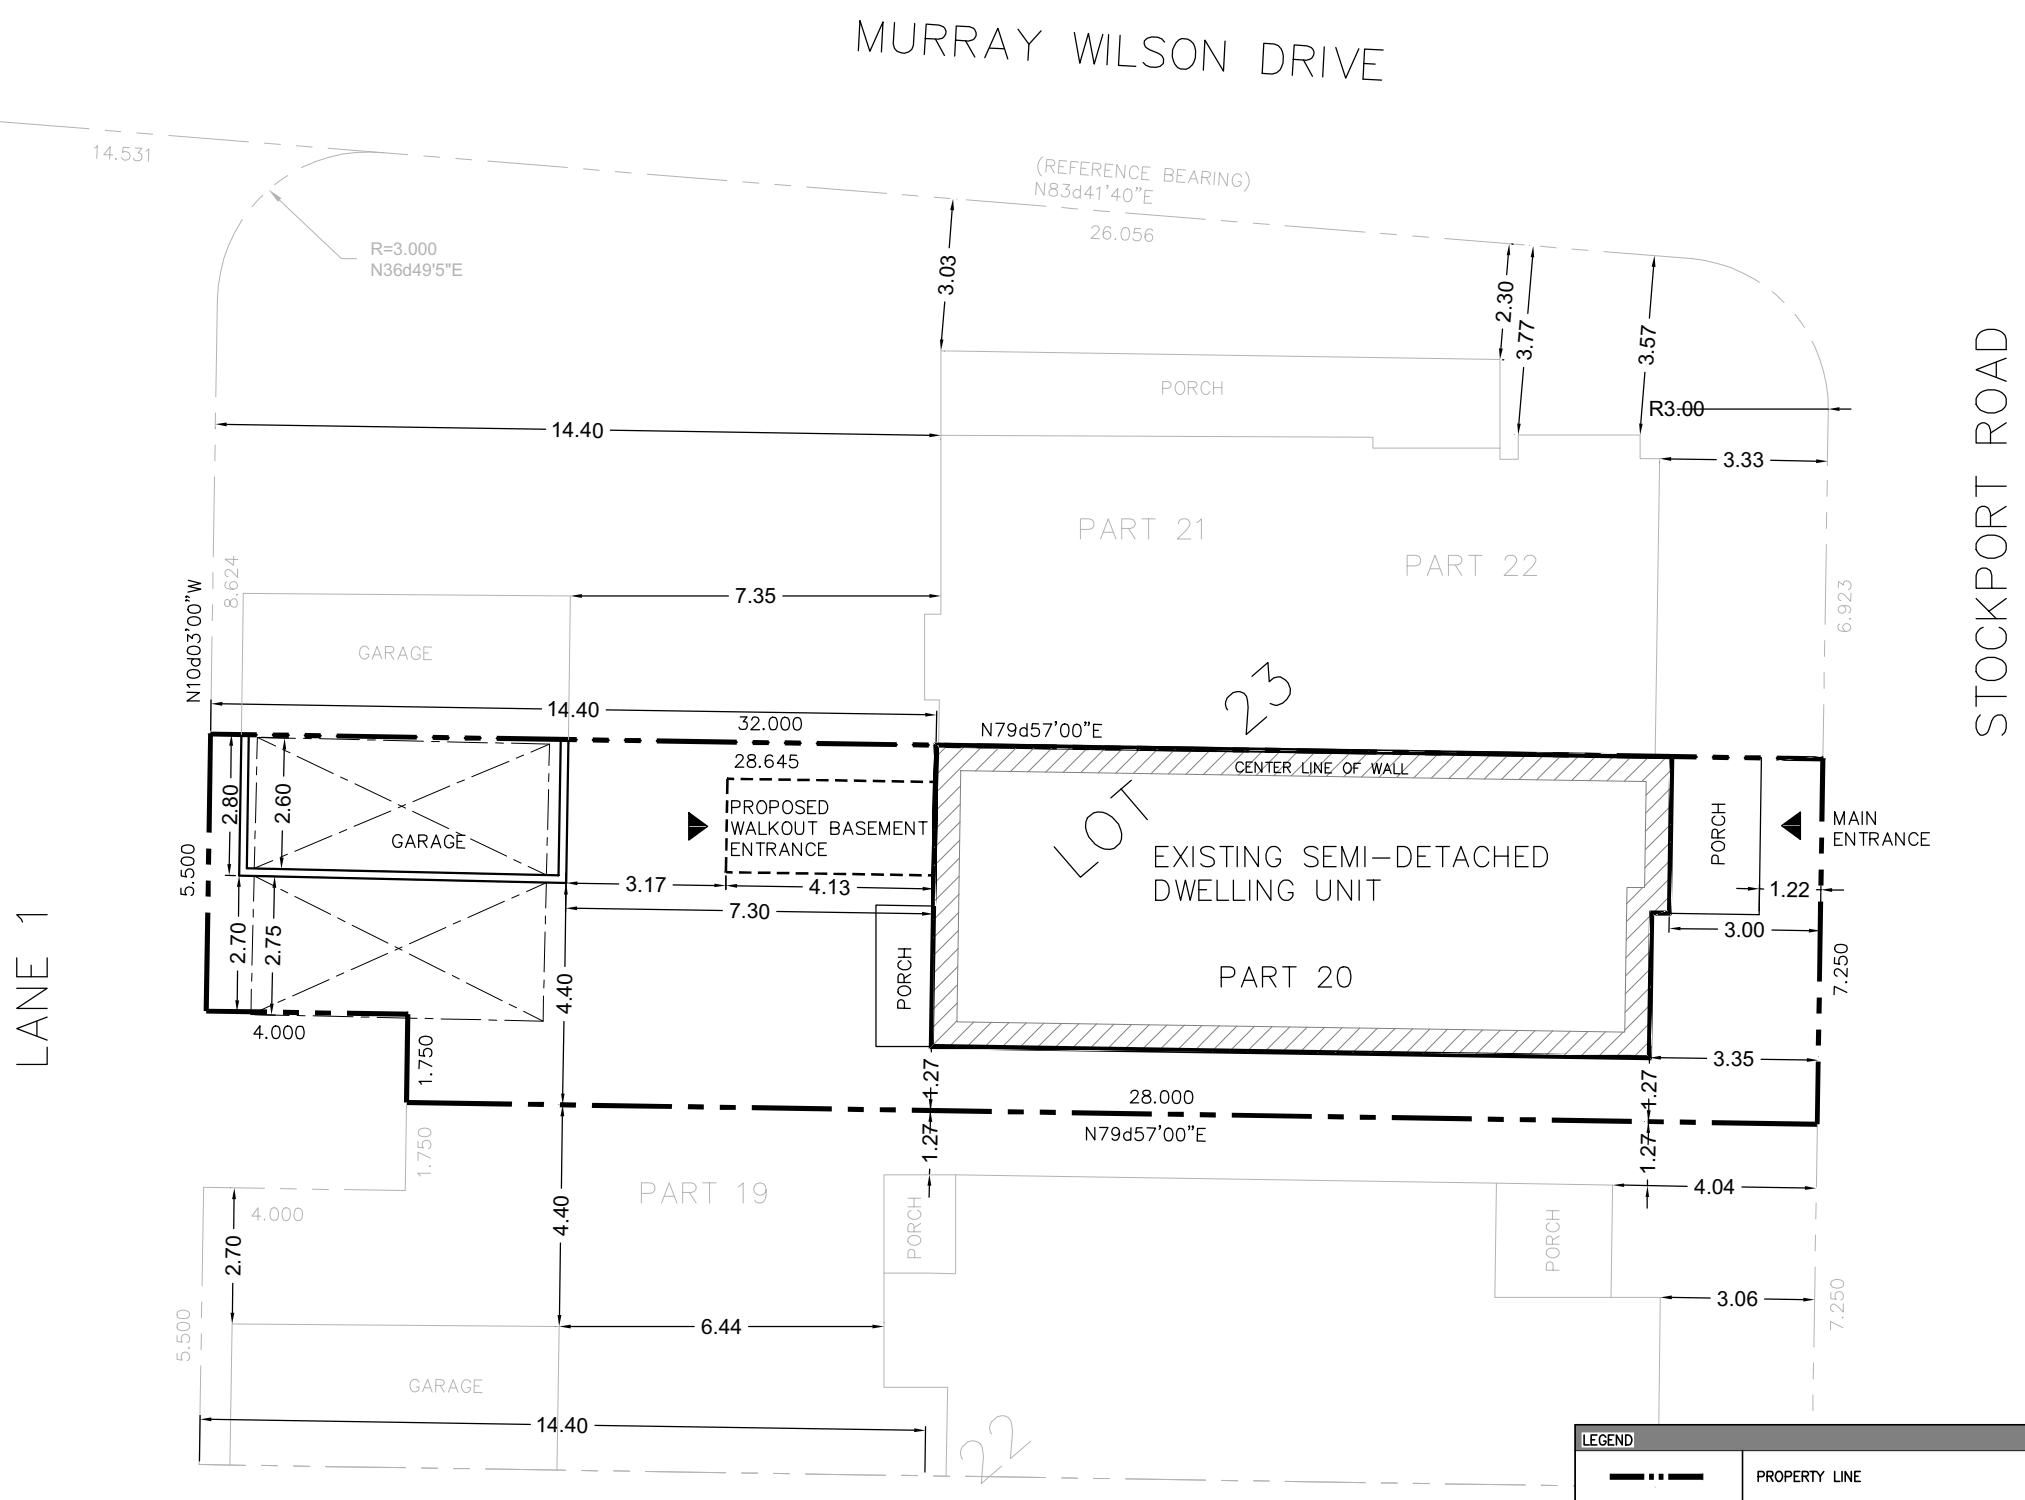 MURRAY WILSON DRIVE
14.531
(REFERENCE BEARING)
N83d41'40"E
26.056
R=3.000
N36d49'5"E
3.03
2.30
3.77
3.57
PORCH
R3.00
14.40
3.33
STOCKPORT ROAD
PART 21
PART 22
8.624
N10d03'00"W
7.35
6.923
GARAGE
23
14.40
32.000
N79d57'00"E
28.645
CENTER LINE OF WALL
2.80
2.60
GARAGE
PROPOSED
WALKOUT BASEMENT
ENTRANCE
LOT
PORCH
MAIN
ENTRANCE
EXISTING SEMI-DETACHED
DWELLING UNIT
5.500
3.17
4.13
1.22
7.30
3.00
LANE 1
2.70
2.75
4.40
PORCH
PART 20
7.250
4.000
1.750
1.27
3.35
28.000
1.27
N79d57'00"E
1.750
1.27
1.27
PART 19
4.04
4.000
2.70
4.40
PORCH
PORCH
3.06
7.250
5.500
6.44
GARAGE
14.40
22
LEGEND
PROPERTY LINE